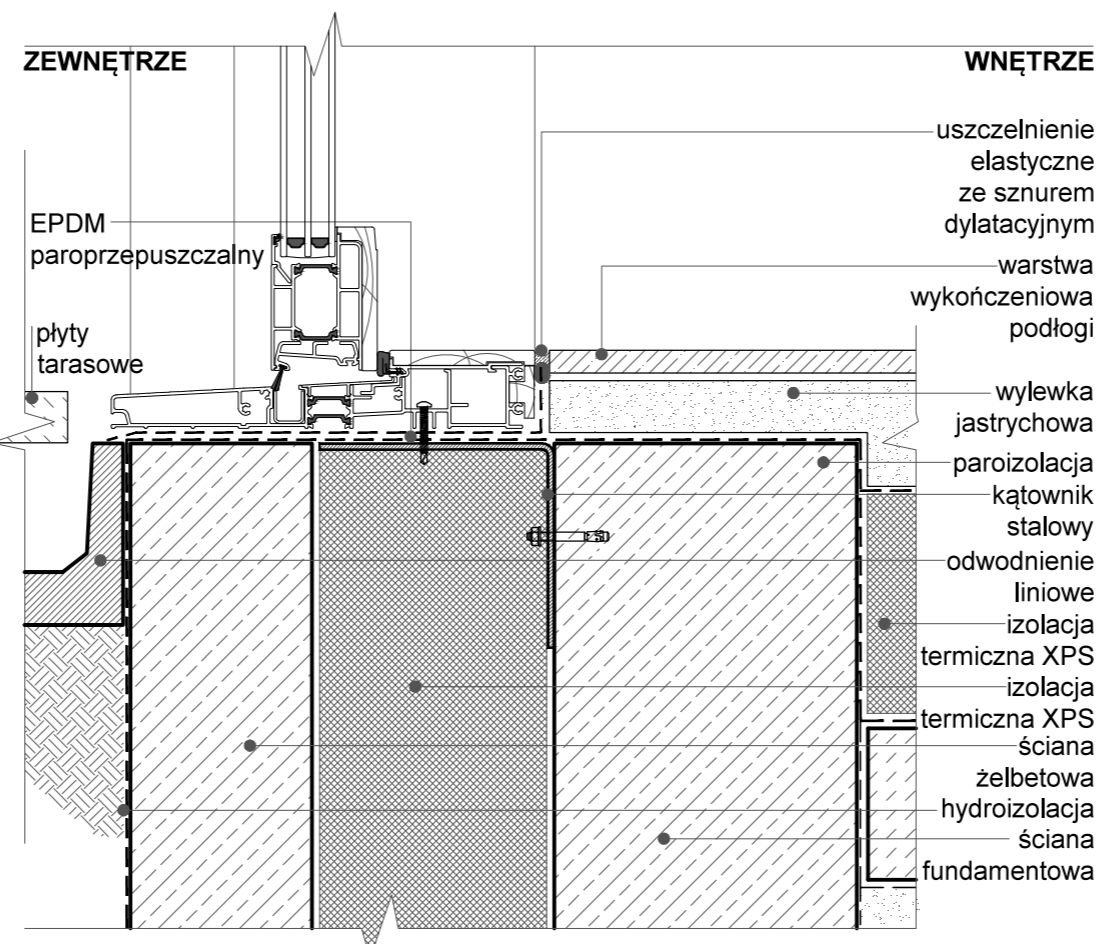 ZEWNĘTRZE
WNĘTRZE
uszczelnienie
elastyczne
ze sznurem
dylatacyjnym
EPDM
paroprzepuszczalny
warstwa
wykończeniowa
podłogi
płyty
tarasowe
wylewka
jastrychowa
paroizolacja
kątownik
stalowy
odwodnienie
liniowe
izolacja
termiczna XPS
izolacja
termiczna XPS
ściana
żelbetowa
hydroizolacja
ściana
fundamentowa